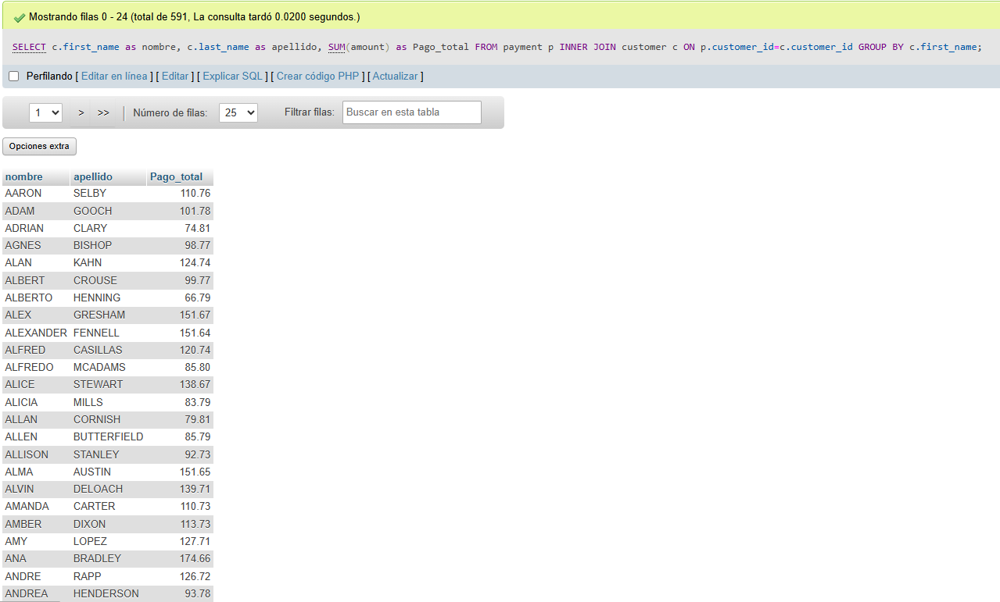 Mostrando filas 0 - 24 (total de 591, La consulta tardó 0.0200 segundos.)
SELECT c.first_name as nombre, c.last_name as apellido, SUM(amount) as Pago_total FROM payment p INNER JOIN customer c ON p.customer_id=c.customer_id GROUP BY c.first_name;
Perfilando [ Editar en línea ] [ Editar ] [ Explicar SQL ] [ Crear código PHP ] [ Actualizar ]
1 > >> | Número de filas: 25 Filtrar filas: Buscar en esta tabla
Opciones extra
nombre apellido Pago_total
AARON SELBY 110.76
ADAM GOOCH 101.78
ADRIAN CLARY 74.81
AGNES BISHOP 98.77
ALAN KAHN 124.74
ALBERT CROUSE 99.77
ALBERTO HENNING 66.79
ALEX GRESHAM 151.67
ALEXANDER FENNELL 151.64
ALFRED CASILLAS 120.74
ALFREDO MCADAMS 85.80
ALICE STEWART 138.67
ALICIA MILLS 83.79
ALLAN CORNISH 79.81
ALLEN BUTTERFIELD 85.79
ALLISON STANLEY 92.73
ALMA AUSTIN 151.65
ALVIN DELOACH 139.71
AMANDA CARTER 110.73
AMBER DIXON 113.73
AMY LOPEZ 127.71
ANA BRADLEY 174.66
ANDRE RAPP 126.72
ANDREA HENDERSON 93.78